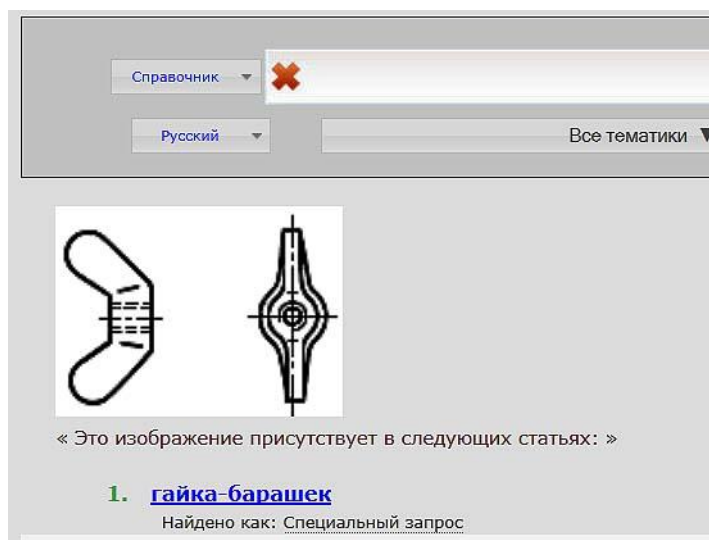 Справочник
Русский Все тематики
« Это изображение присутствует в следующих статьях: »
1. гайка-барашек
Найдено как: Специальный запрос